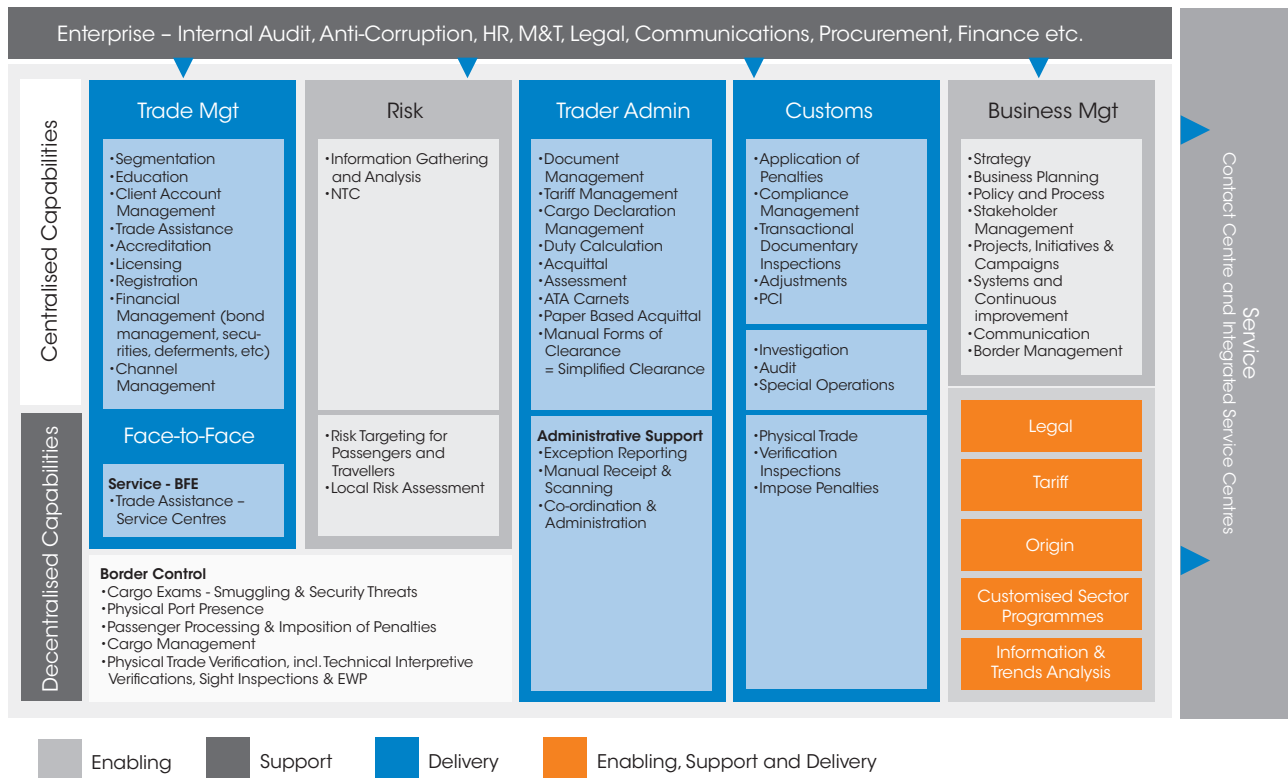 Enterprise – Internal Audit, Anti-Corruption, HR, M&T, Legal, Communications, Procurement, Finance etc.
Centralised Capabilities
Trade Mgt
•Segmentation
•Education
•Client Account
Management
•Trade Assistance
•Accreditation
•Licensing
•Registration
•Financial
Management (bond
management, secu-
rities, deferments, etc)
•Channel
Management
Risk
•Information Gathering
and Analysis
•NTC
Trader Admin
•Document
Management
•Tariff Management
•Cargo Declaration
Management
•Duty Calculation
•Acquittal
•Assessment
•ATA Carnets
•Paper Based Acquittal
•Manual Forms of
Clearance
= Simplified Clearance
Customs
•Application of
Penalties
•Compliance
Management
•Transactional
Documentary
Inspections
•Adjustments
•PCI
•Investigation
•Audit
•Special Operations
Business Mgt
•Strategy
•Business Planning
•Policy and Process
•Stakeholder
Management
•Projects, Initiatives &
Campaigns
•Systems and
Continuous
improvement
•Communication
•Border Management
Decentralised Capabilities
Face-to-Face
Service - BFE
•Trade Assistance –
Service Centres
•Risk Targeting for
Passengers and
Travellers
•Local Risk Assessment
Border Control
•Cargo Exams - Smuggling & Security Threats
•Physical Port Presence
•Passenger Processing & Imposition of Penalties
•Cargo Management
•Physical Trade Verification, incl. Technical Interpretive
Verifications, Sight Inspections & EWP
Administrative Support
•Exception Reporting
•Manual Receipt &
Scanning
•Co-ordination &
Administration
•Physical Trade
•Verification
Inspections
•Impose Penalties
Legal
Tariff
Origin
Customised Sector
Programmes
Information &
Trends Analysis
Service
Contact Centre and Integrated Service Centres
Enabling
Support
Delivery
Enabling, Support and Delivery